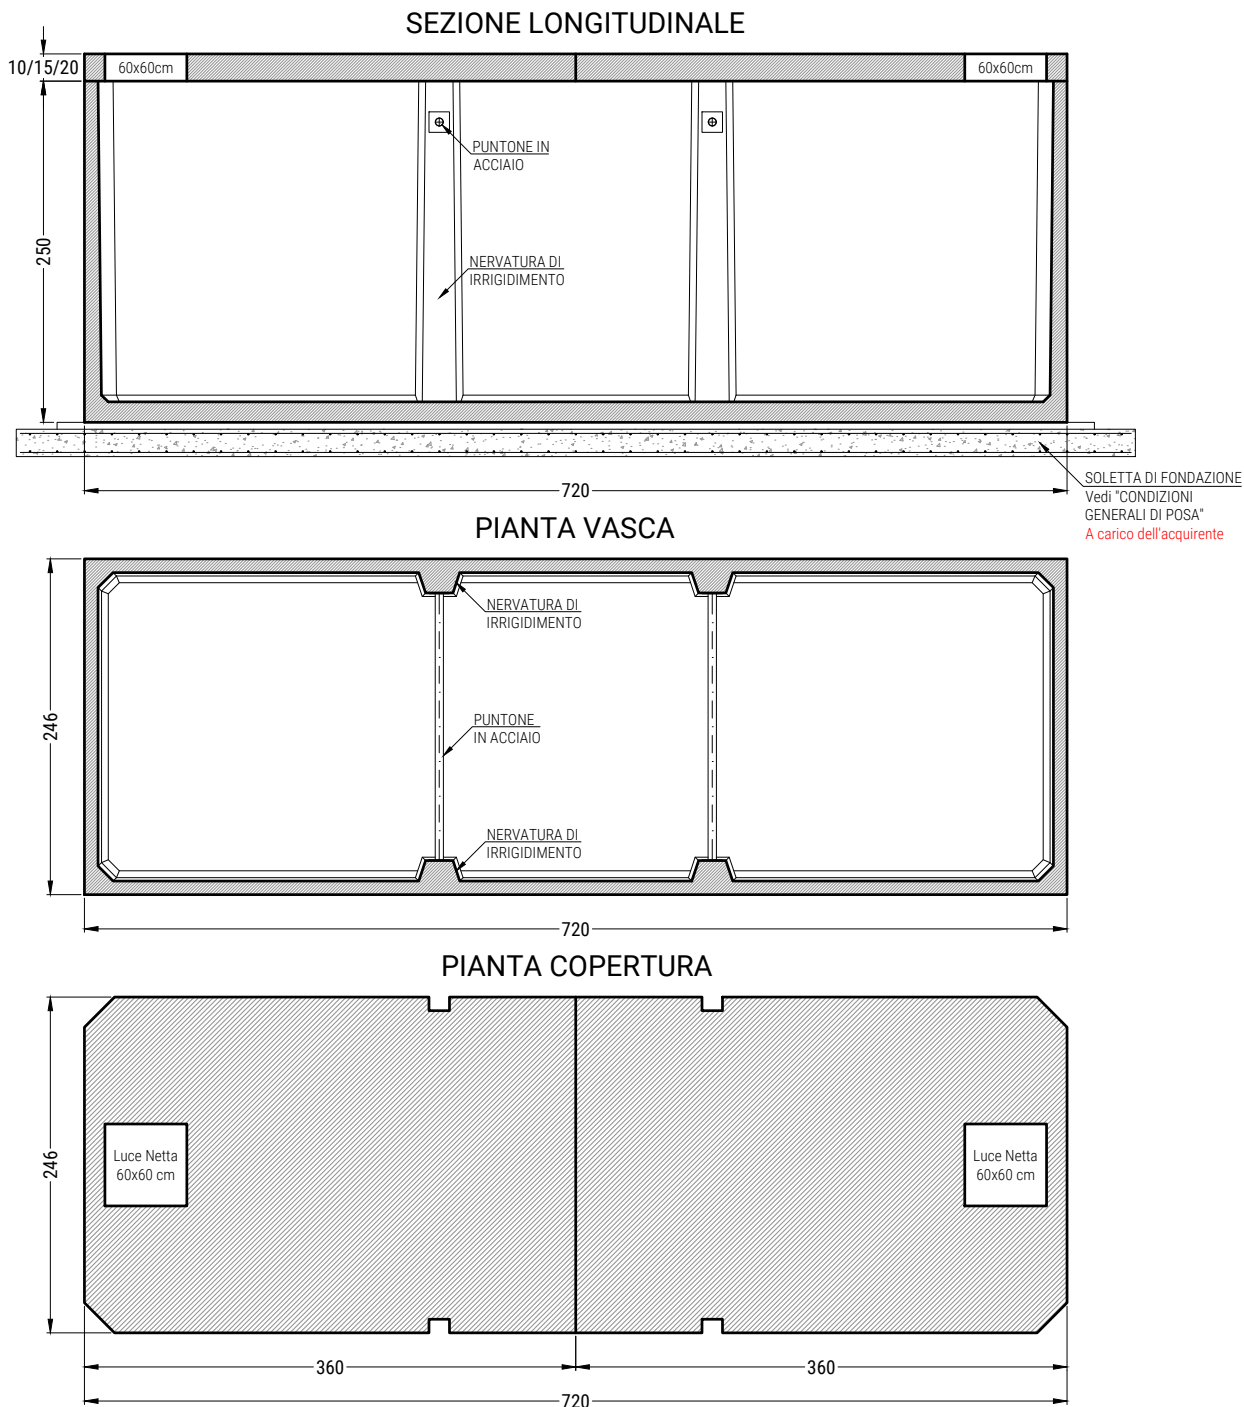 SEZIONE LONGITUDINALE
10/15/20
60x60cm
60x60cm
PUNTONE IN
ACCIAIO
250
NERVATURA DI
IRRIGIDIMENTO
720
SOLETTA DI FONDAZIONE
Vedi "CONDIZIONI
GENERALI DI POSA"
A carico dell'acquirente
PIANTA VASCA
NERVATURA DI
IRRIGIDIMENTO
246
PUNTONE
IN ACCIAIO
NERVATURA DI
IRRIGIDIMENTO
720
PIANTA COPERTURA
246
Luce Netta
60x60 cm
Luce Netta
60x60 cm
360
360
720